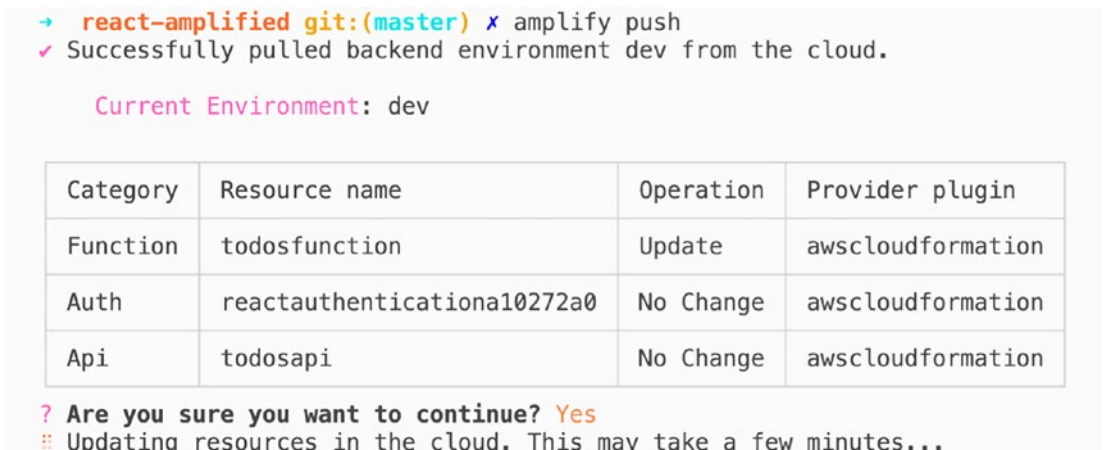 → react-amplified git:(master) ✗ amplify push
✔ Successfully pulled backend environment dev from the cloud.
Current Environment: dev
Category Resource name Operation Provider plugin
Function todosfunction Update awscloudformation
Auth reactauthenticationa10272a0 No Change awscloudformation
Api todosapi No Change awscloudformation
? Are you sure you want to continue? Yes
⠿ Updating resources in the cloud. This may take a few minutes...